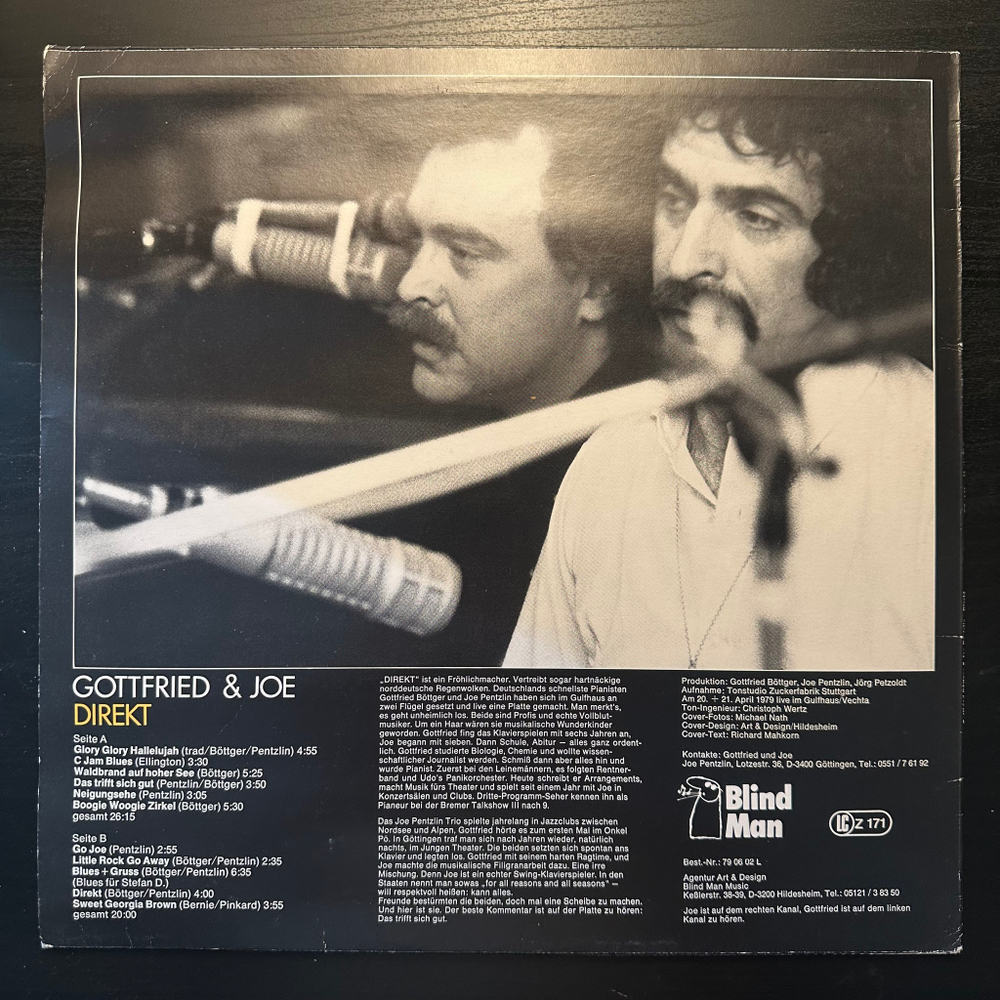 GOTTFRIED & JOE
DIREKT
Seite A
Glory Glory Hallelujah (trad/Böttger/Pentzlin) 4:55
C Jam Blues (Ellington) 3:30
Waldbrand auf hoher See (Böttger) 5:25
Das trifft sich gut (Pentzlin/Böttger) 3:50
Neigungsehe (Pentzlin) 3:05
Boogie Woogie Zirkel (Böttger) 5:30
gesamt 26:15
Seite B
Go Joe (Pentzlin) 2:55
Little Rock Go Away (Böttger/Pentzlin) 2:35
Blues + Gruss (Böttger/Pentzlin) 6:35
(Blues für Stefan D.)
Direkt (Böttger/Pentzlin) 4:00
Sweet Georgia Brown (Bernie/Pinkard) 3:55
gesamt 20:00
„DIREKT" ist ein Fröhlichmacher. Vertreibt sogar hartnäckige
norddeutsche Regenwolken. Deutschlands schnellste Pianisten
Gottfried Böttger und Joe Pentzlin haben sich im Gulfhaus an
zwei Flügel gesetzt und live eine Platte gemacht. Man merkt's,
es geht unheimlich los. Beide sind Profis und echte Vollblut-
musiker. Um ein Haar wären sie musikalische Wunderkinder
geworden. Gottfried fing das Klavierspielen mit sechs Jahren an,
Joe begann mit sieben. Dann Schule, Abitur — alles ganz ordent-
lich. Gottfried studierte Biologie, Chemie und wollte wissen-
schaftlicher Journalist werden. Schmiß dann aber alles hin und
wurde Pianist. Zuerst bei den Leinemännern, es folgten Rentner-
band und Udo's Panikorchester. Heute schreibt er Arrangements,
macht Musik fürs Theater und spielt seit einem Jahr mit Joe in
Konzertsälen und Clubs. Dritte-Programm-Seher kennen ihn als
Pianeur bei der Bremer Talkshow III nach 9.
Das Joe Pentzlin Trio spielte jahrelang in Jazzclubs zwischen
Nordsee und Alpen, Gottfried hörte es zum ersten Mal im Onkel
Pö. In Göttingen traf man sich nach Jahren wieder, natürlich
nachts, im Jungen Theater. Die beiden setzten sich spontan ans
Klavier und legten los. Gottfried mit seinem harten Ragtime, und
Joe machte die musikalische Filigranarbeit dazu. Eine irre
Mischung. Denn Joe ist ein echter Swing-Klavierspieler. In den
Staaten nennt man sowas „for all reasons and all seasons" —
will respektvoll heißen: kann alles.
Freunde bestürmten die beiden, doch mal eine Scheibe zu machen.
Und hier ist sie. Der beste Kommentar ist auf der Platte zu hören:
Das trifft sich gut.
Produktion: Gottfried Böttger, Joe Pentzlin, Jörg Petzoldt
Aufnahme: Tonstudio Zuckerfabrik Stuttgart
Am 20. + 21. April 1979 live im Gulfhaus/Vechta
Ton-Ingenieur: Christoph Wertz
Cover-Fotos: Michael Nath
Cover-Design: Art & Design/Hildesheim
Cover-Text: Richard Mahkorn
Kontakte: Gottfried und Joe
Joe Pentzlin, Lotzestr. 36, D-3400 Göttingen, Tel.: 0551 / 7 61 92
Blind
Man
LC Z 171
Best.-Nr.: 79 06 02 L
Agentur Art & Design
Blind Man Music
Keßlerstr. 38-39, D-3200 Hildesheim, Tel.: 05121 / 3 83 50
Joe ist auf dem rechten Kanal, Gottfried ist auf dem linken
Kanal zu hören.